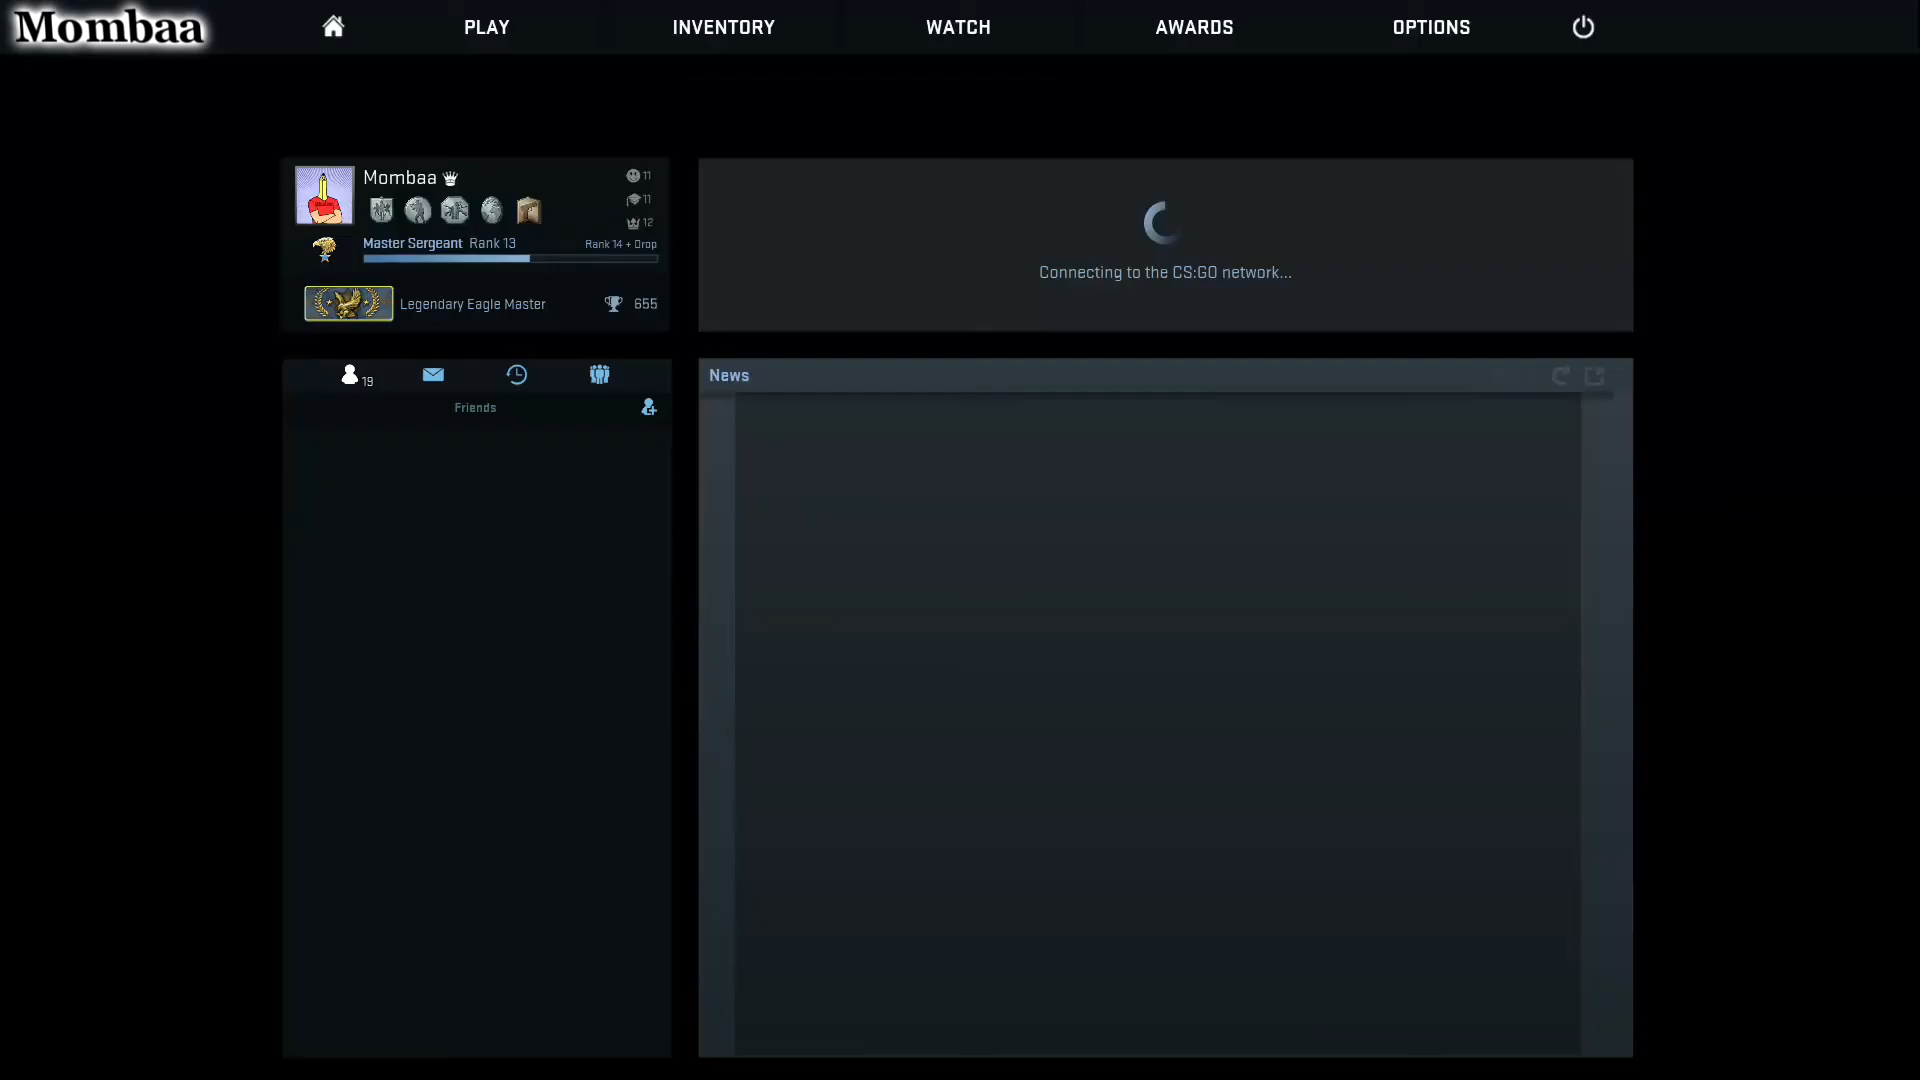 Mombaa
PLAY
INVENTORY
WATCH
AWARDS
OPTIONS
Mombaa
11
11
12
Master Sergeant Rank 13
Rank 14 + Drop
Legendary Eagle Master
655
Connecting to the CS:GO network...
19
Friends
News